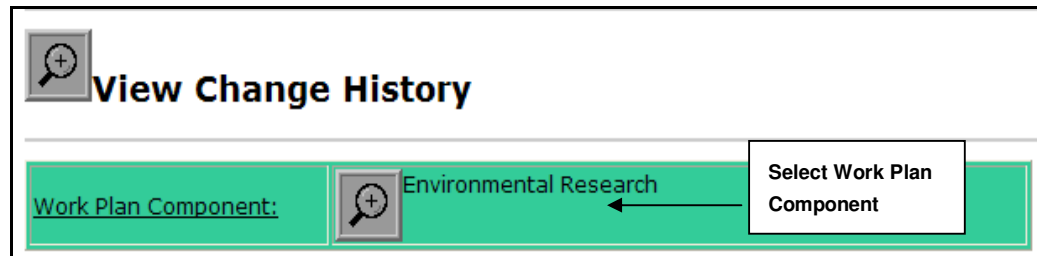 View Change History
Work Plan Component:
Environmental Research
Select Work Plan
Component